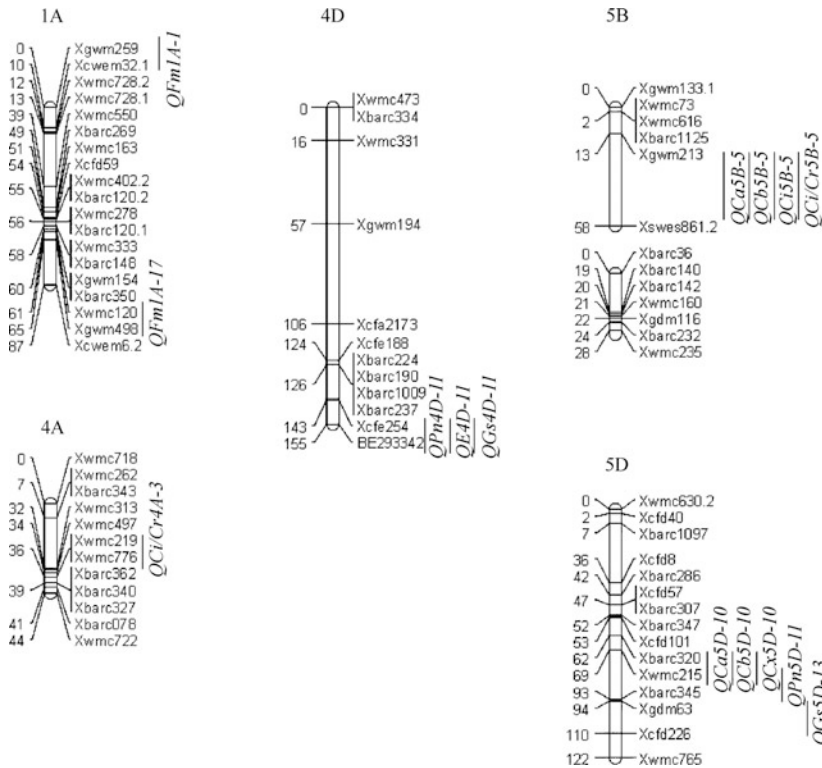 1A
0 Xgwm259
10 Xcwem32.1
12 Xwmc728.2
13 Xwmc728.1
39 Xwmc550
49 Xbarc269
51 Xwmc163
54 Xcfd59
55 Xwmc402.2
Xbarc120.2
56 Xwmc278
Xbarc120.1
58 Xwmc333
Xbarc148
60 Xgwm154
Xbarc350
61 Xwmc120
65 Xgwm498
87 Xcwem6.2
QFm1A-1
QFm1A-17
4A
0 Xwmc718
7 Xwmc262
Xbarc343
32 Xwmc313
34 Xwmc497
36 Xwmc219
Xwmc776
39 Xbarc362
Xbarc340
Xbarc327
41 Xbarc078
44 Xwmc722
QCi/Cr4A-3
4D
0 Xwmc473
Xbarc334
16 Xwmc331
57 Xgwm194
106 Xcfa2173
124 Xcfe188
126 Xbarc224
Xbarc190
Xbarc1009
Xbarc237
143 Xcfe254
155 BE293342
QPn4D-11
QE4D-11
QGs4D-11
5B
0 Xgwm133.1
2 Xwmc73
Xwmc616
Xbarc1125
13 Xgwm213
58 Xswes861.2
QCa5B-5
QCb5B-5
QCi5B-5
QCi/Cr5B-5
0 Xbarc36
19 Xbarc140
20 Xbarc142
21 Xwmc160
22 Xgdm116
24 Xbarc232
28 Xwmc235
5D
0 Xwmc630.2
2 Xcfd40
7 Xbarc1097
36 Xcfd8
42 Xbarc286
47 Xcfd57
Xbarc307
52 Xbarc347
53 Xcfd101
62 Xbarc320
69 Xwmc215
93 Xbarc345
94 Xgdm63
110 Xcfd226
122 Xwmc765
QCa5D-10
QCb5D-10
QCx5D-10
QPn5D-11
QGs5D-13